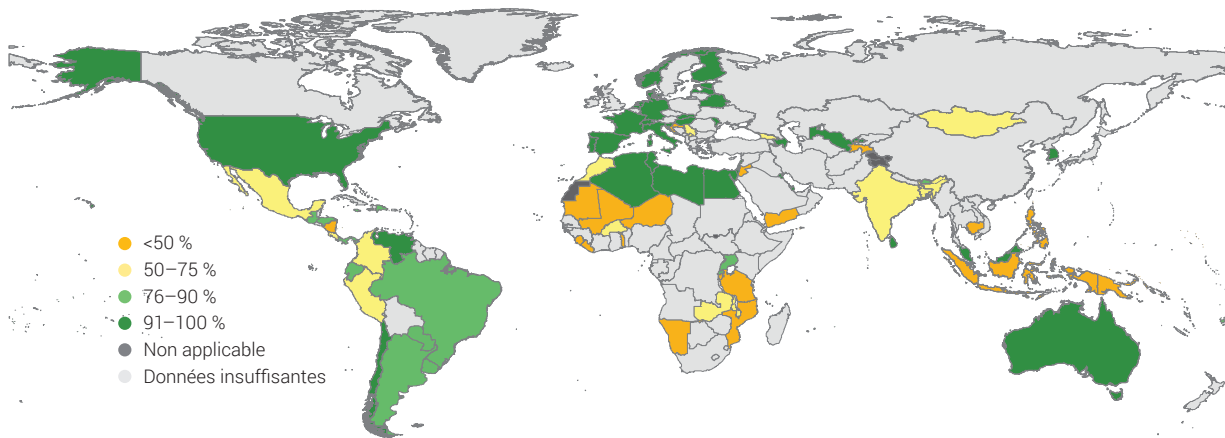 <50 %
50–75 %
76–90 %
91–100 %
Non applicable
Données insuffisantes